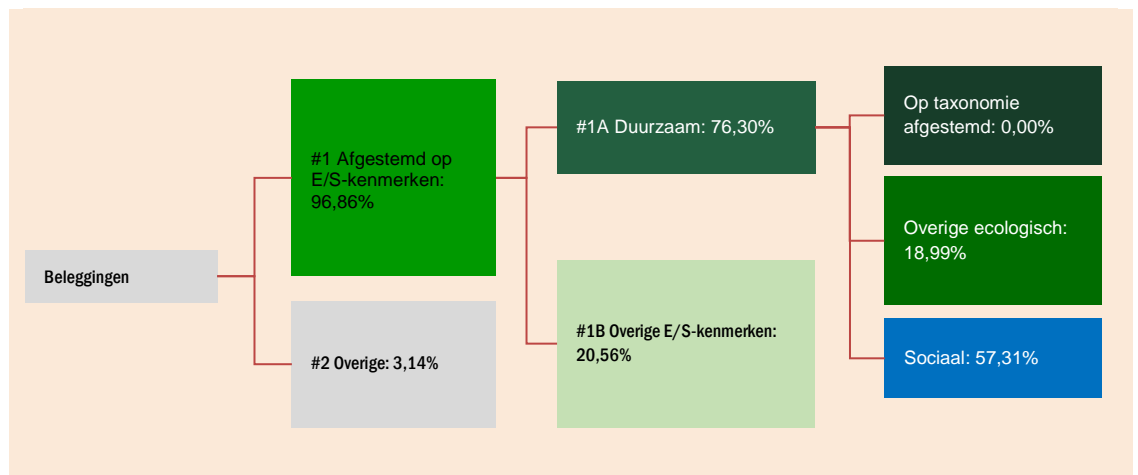 Beleggingen
#1 Afgestemd op
E/S-kenmerken:
96,86%
#2 Overige: 3,14%
#1A Duurzaam: 76,30%
#1B Overige E/S-kenmerken:
20,56%
Op taxonomie
afgestemd: 0,00%
Overige ecologisch:
18,99%
Sociaal: 57,31%